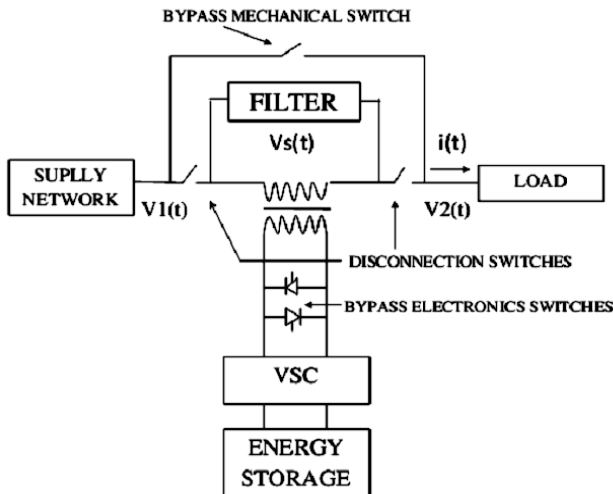 BYPASS MECHANICAL SWITCH
FILTER
Vs(t)
i(t)
SUPLLY
NETWORK
V1(t)
V2(t)
LOAD
DISCONNECTION SWITCHES
BYPASS ELECTRONICS SWITCHES
VSC
ENERGY
STORAGE